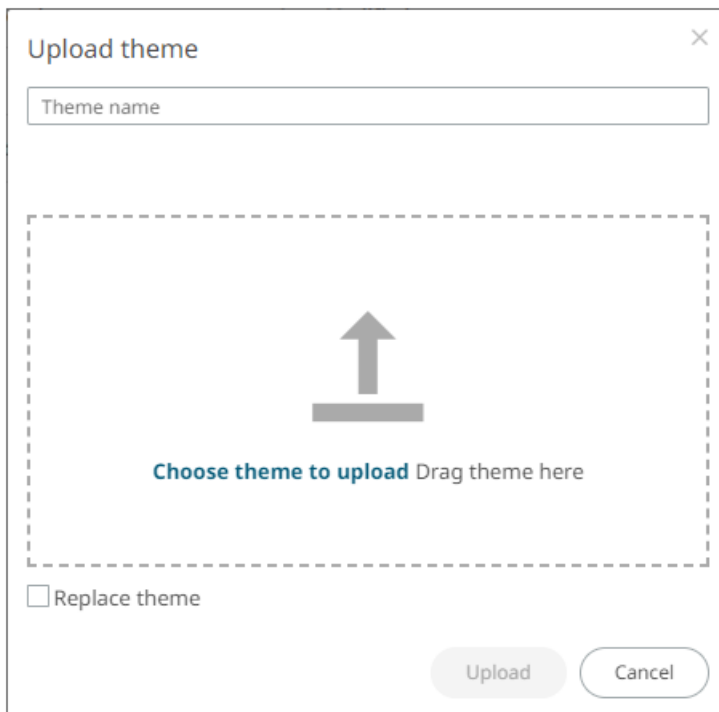 Upload theme
Theme name
Choose theme to upload Drag theme here
Replace theme
Upload
Cancel